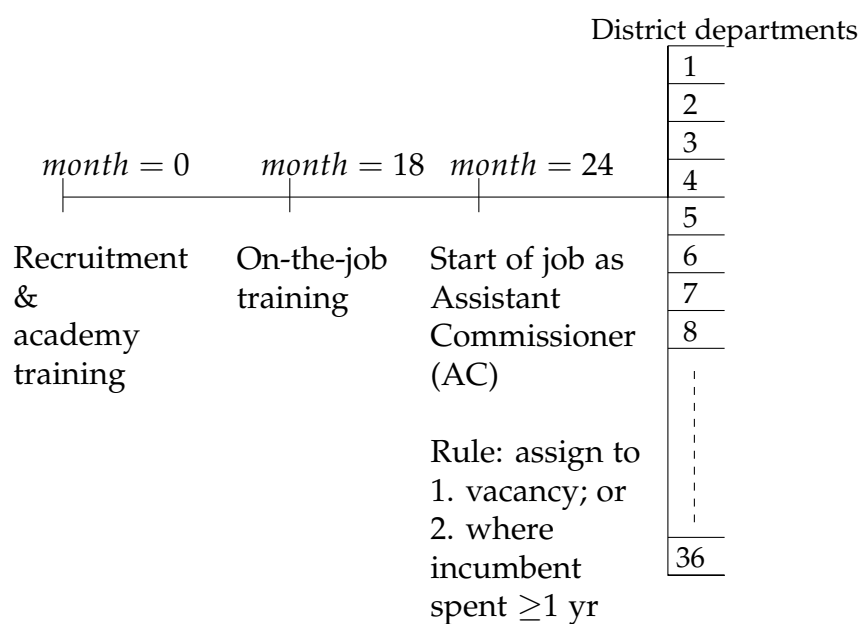 District departments
1
2
3
4
5
6
7
8
36
month = 0
month = 18
month = 24
Recruitment
&
academy
training
On-the-job
training
Start of job as
Assistant
Commissioner
(AC)
Rule: assign to
1. vacancy; or
2. where
incumbent
spent ≥1 yr